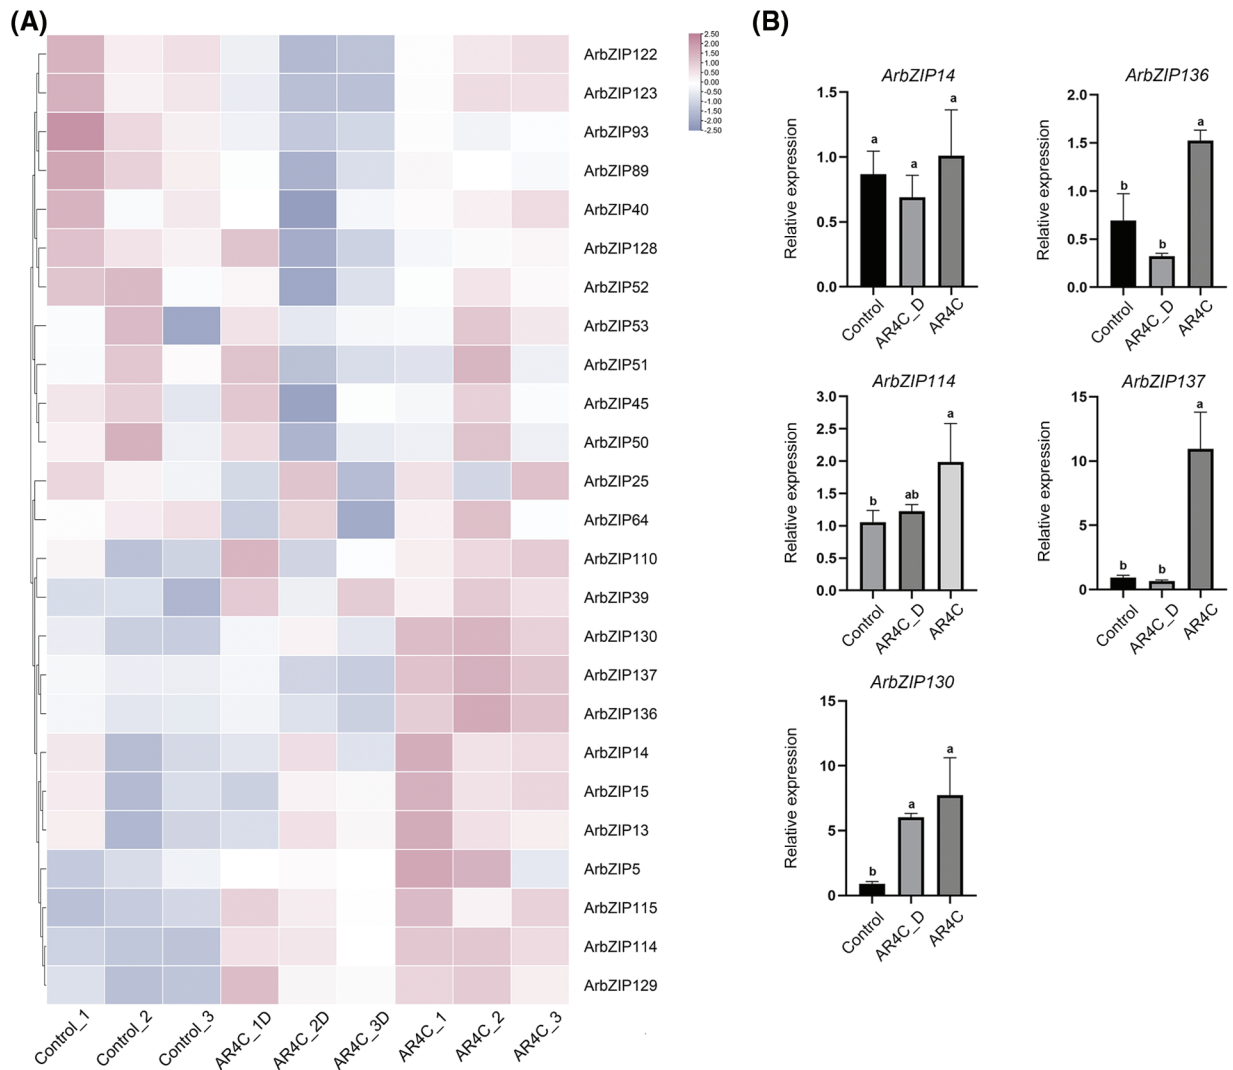 (A)
2.50
2.00
1.50
1.00
0.50
0.00
-0.50
-1.00
-1.50
-2.00
-2.50
ArbZIP122
ArbZIP123
ArbZIP93
ArbZIP89
ArbZIP40
ArbZIP128
ArbZIP52
ArbZIP53
ArbZIP51
ArbZIP45
ArbZIP50
ArbZIP25
ArbZIP64
ArbZIP110
ArbZIP39
ArbZIP130
ArbZIP137
ArbZIP136
ArbZIP14
ArbZIP15
ArbZIP13
ArbZIP5
ArbZIP115
ArbZIP114
ArbZIP129
Control_1
Control_2
Control_3
AR4C_1D
AR4C_2D
AR4C_3D
AR4C_1
AR4C_2
AR4C_3
(B)
ArbZIP14
Relative expression
1.5
1.0
0.5
0.0
a
a
a
Control
AR4C_D
AR4C
ArbZIP136
Relative expression
2.0
1.5
1.0
0.5
0.0
b
b
a
Control
AR4C_D
AR4C
ArbZIP114
Relative expression
3.0
2.5
2.0
1.5
1.0
0.5
0.0
b
ab
a
Control
AR4C_D
AR4C
ArbZIP137
Relative expression
15
10
5
0
b
b
a
Control
AR4C_D
AR4C
ArbZIP130
Relative expression
15
10
5
0
b
a
a
Control
AR4C_D
AR4C